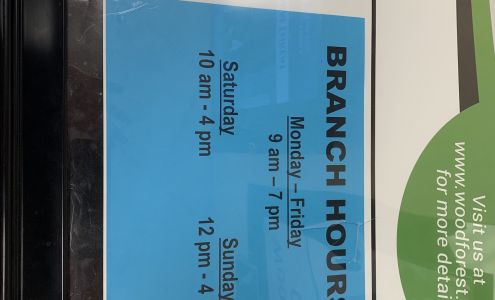 Visit us at
www.woodforest.
for more detai
BRANCH HOURS
Monday – Friday
9 am – 7 pm
Saturday
10 am - 4 pm
Sunday
12 pm - 4